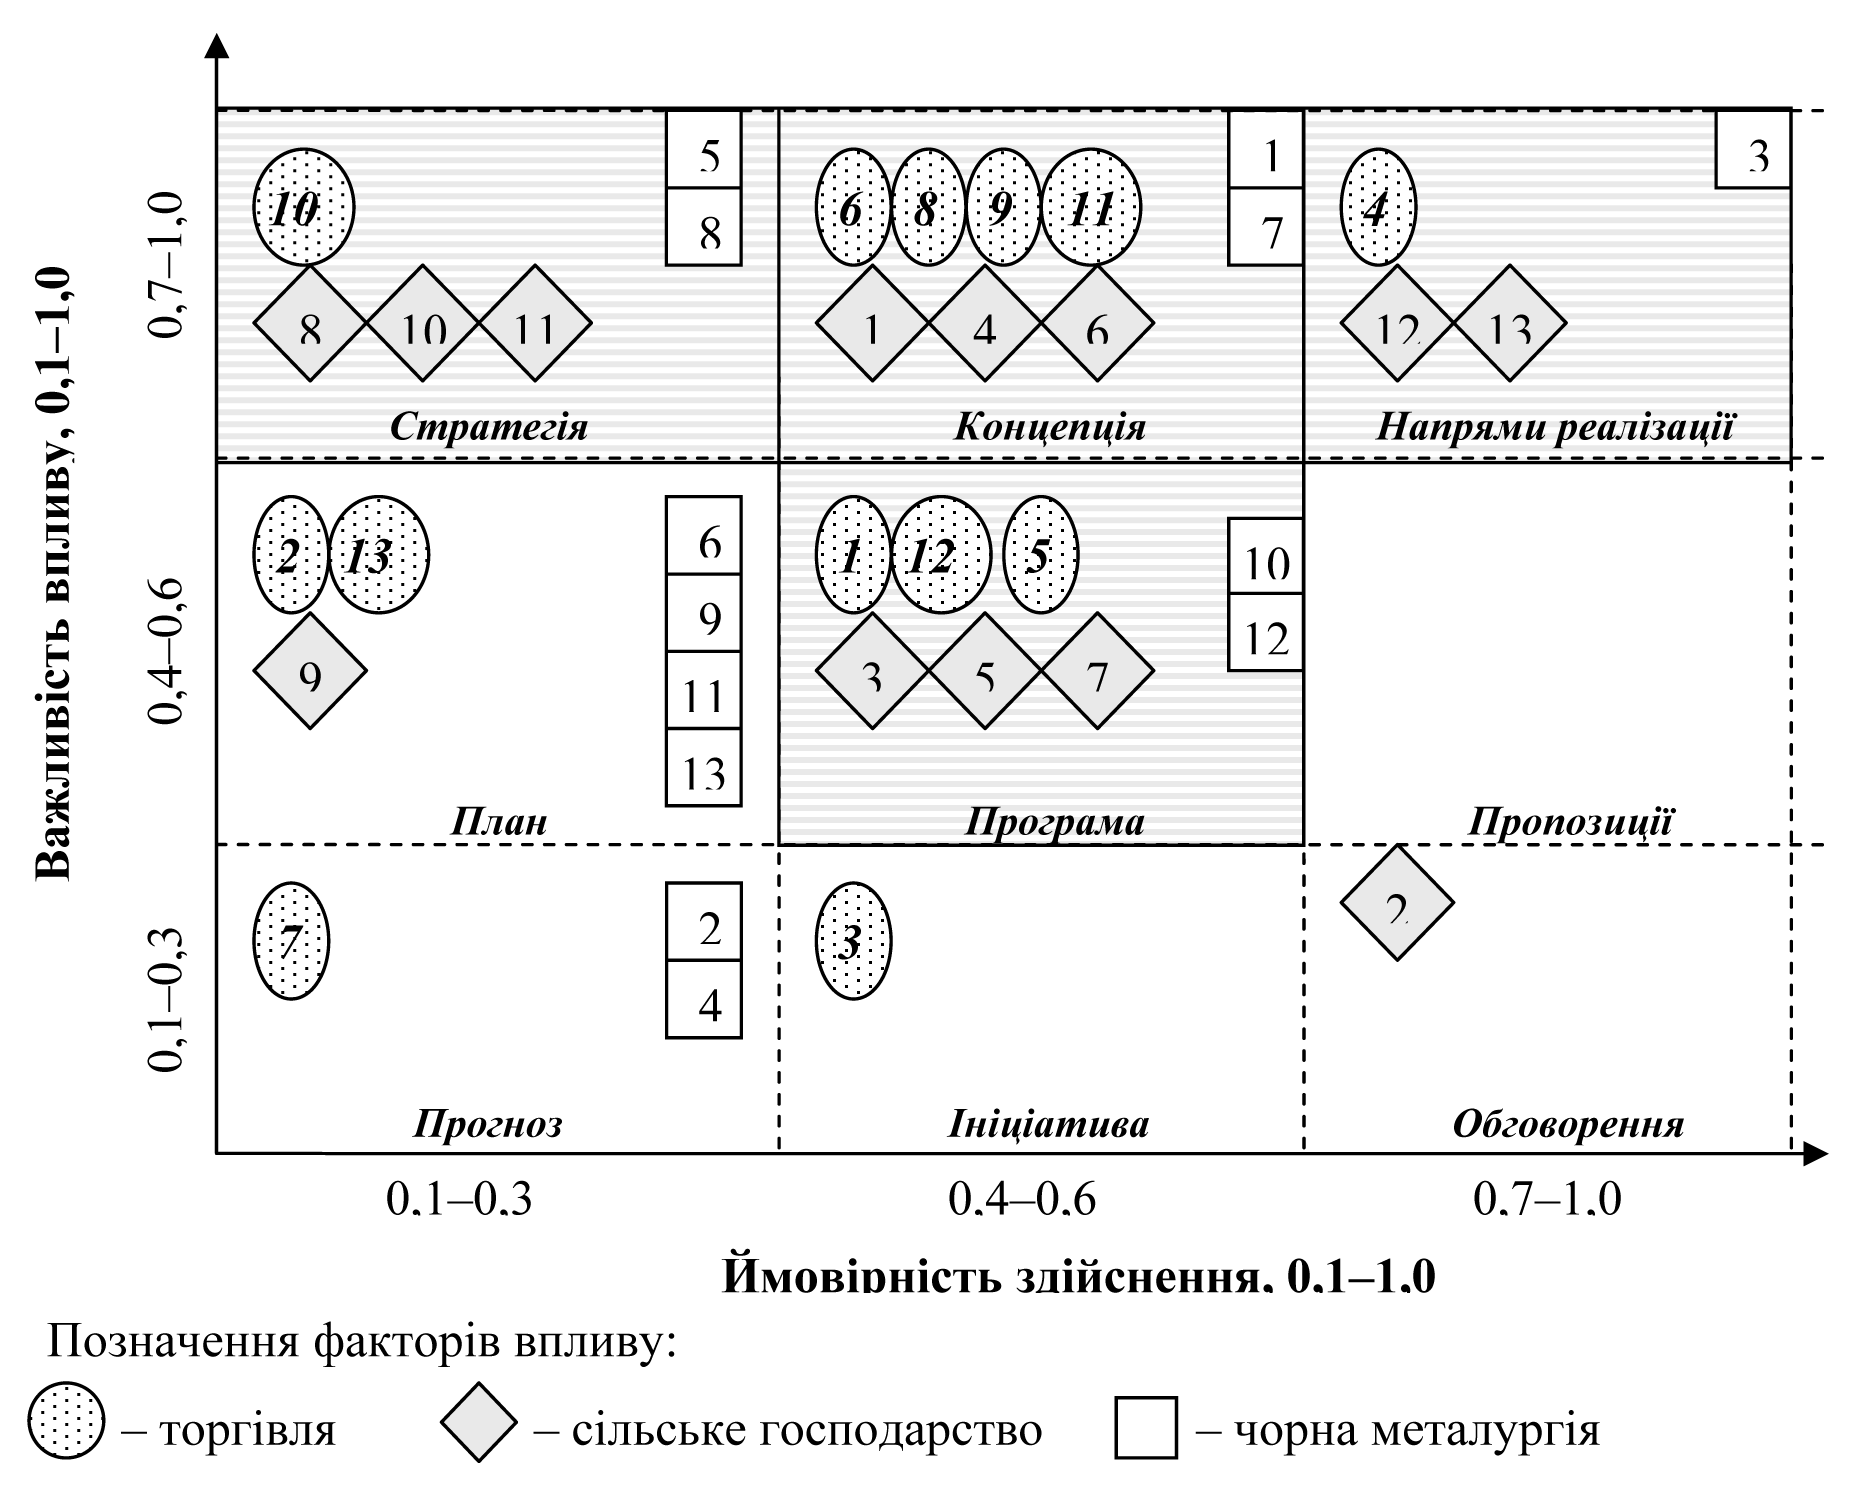 Важливість впливу, 0,1–1,0
0,7–1,0
10
5
8
8 10 11
Стратегія
6 8 9 11
1
7
1 4 6
Концепція
4
3
12 13
Напрями реалізації
0,4–0,6
2 13
6
9
11
13
9
План
1 12 5
10
12
3 5 7
Програма
Пропозиції
0,1–0,3
7
2
4
Прогноз
3
Ініціатива
2
Обговорення
0,1–0,3 0,4–0,6 0,7–1,0
Ймовірність здійснення, 0,1–1,0
Позначення факторів впливу:
– торгівля – сільське господарство – чорна металургія